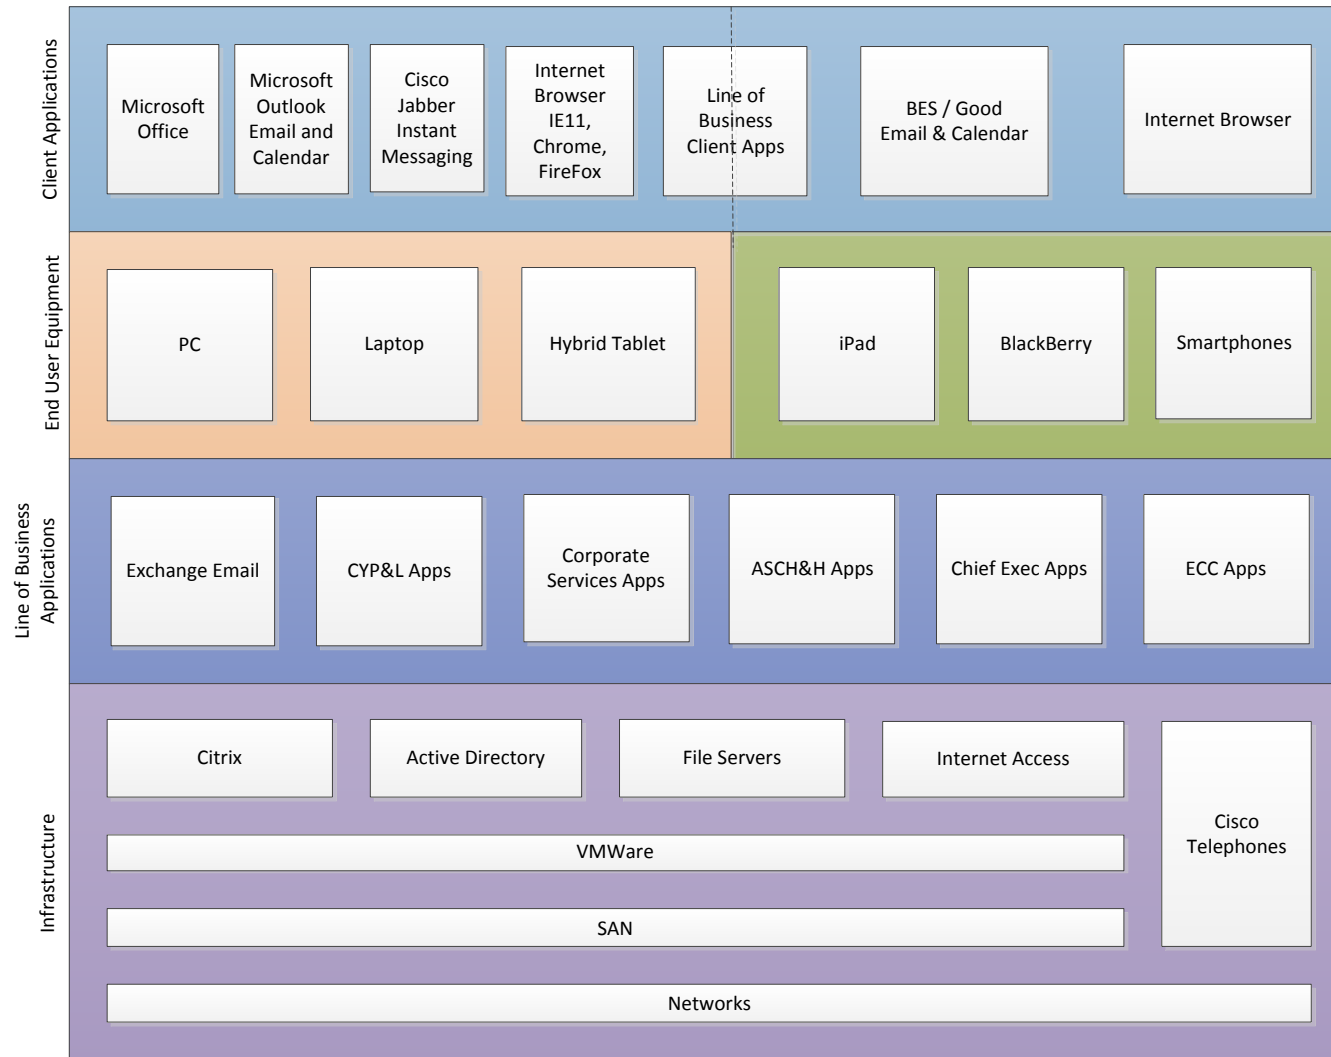 Client Applications
Microsoft
Office
Microsoft
Outlook
Email and
Calendar
Cisco
Jabber
Instant
Messaging
Internet
Browser
IE11,
Chrome,
FireFox
Line of
Business
Client Apps
BES / Good
Email & Calendar
Internet Browser
End User Equipment
PC
Laptop
Hybrid Tablet
iPad
BlackBerry
Smartphones
Line of Business
Applications
Exchange Email
CYP&L Apps
Corporate
Services Apps
ASCH&H Apps
Chief Exec Apps
ECC Apps
Infrastructure
Citrix
Active Directory
File Servers
Internet Access
Cisco
Telephones
VMWare
SAN
Networks